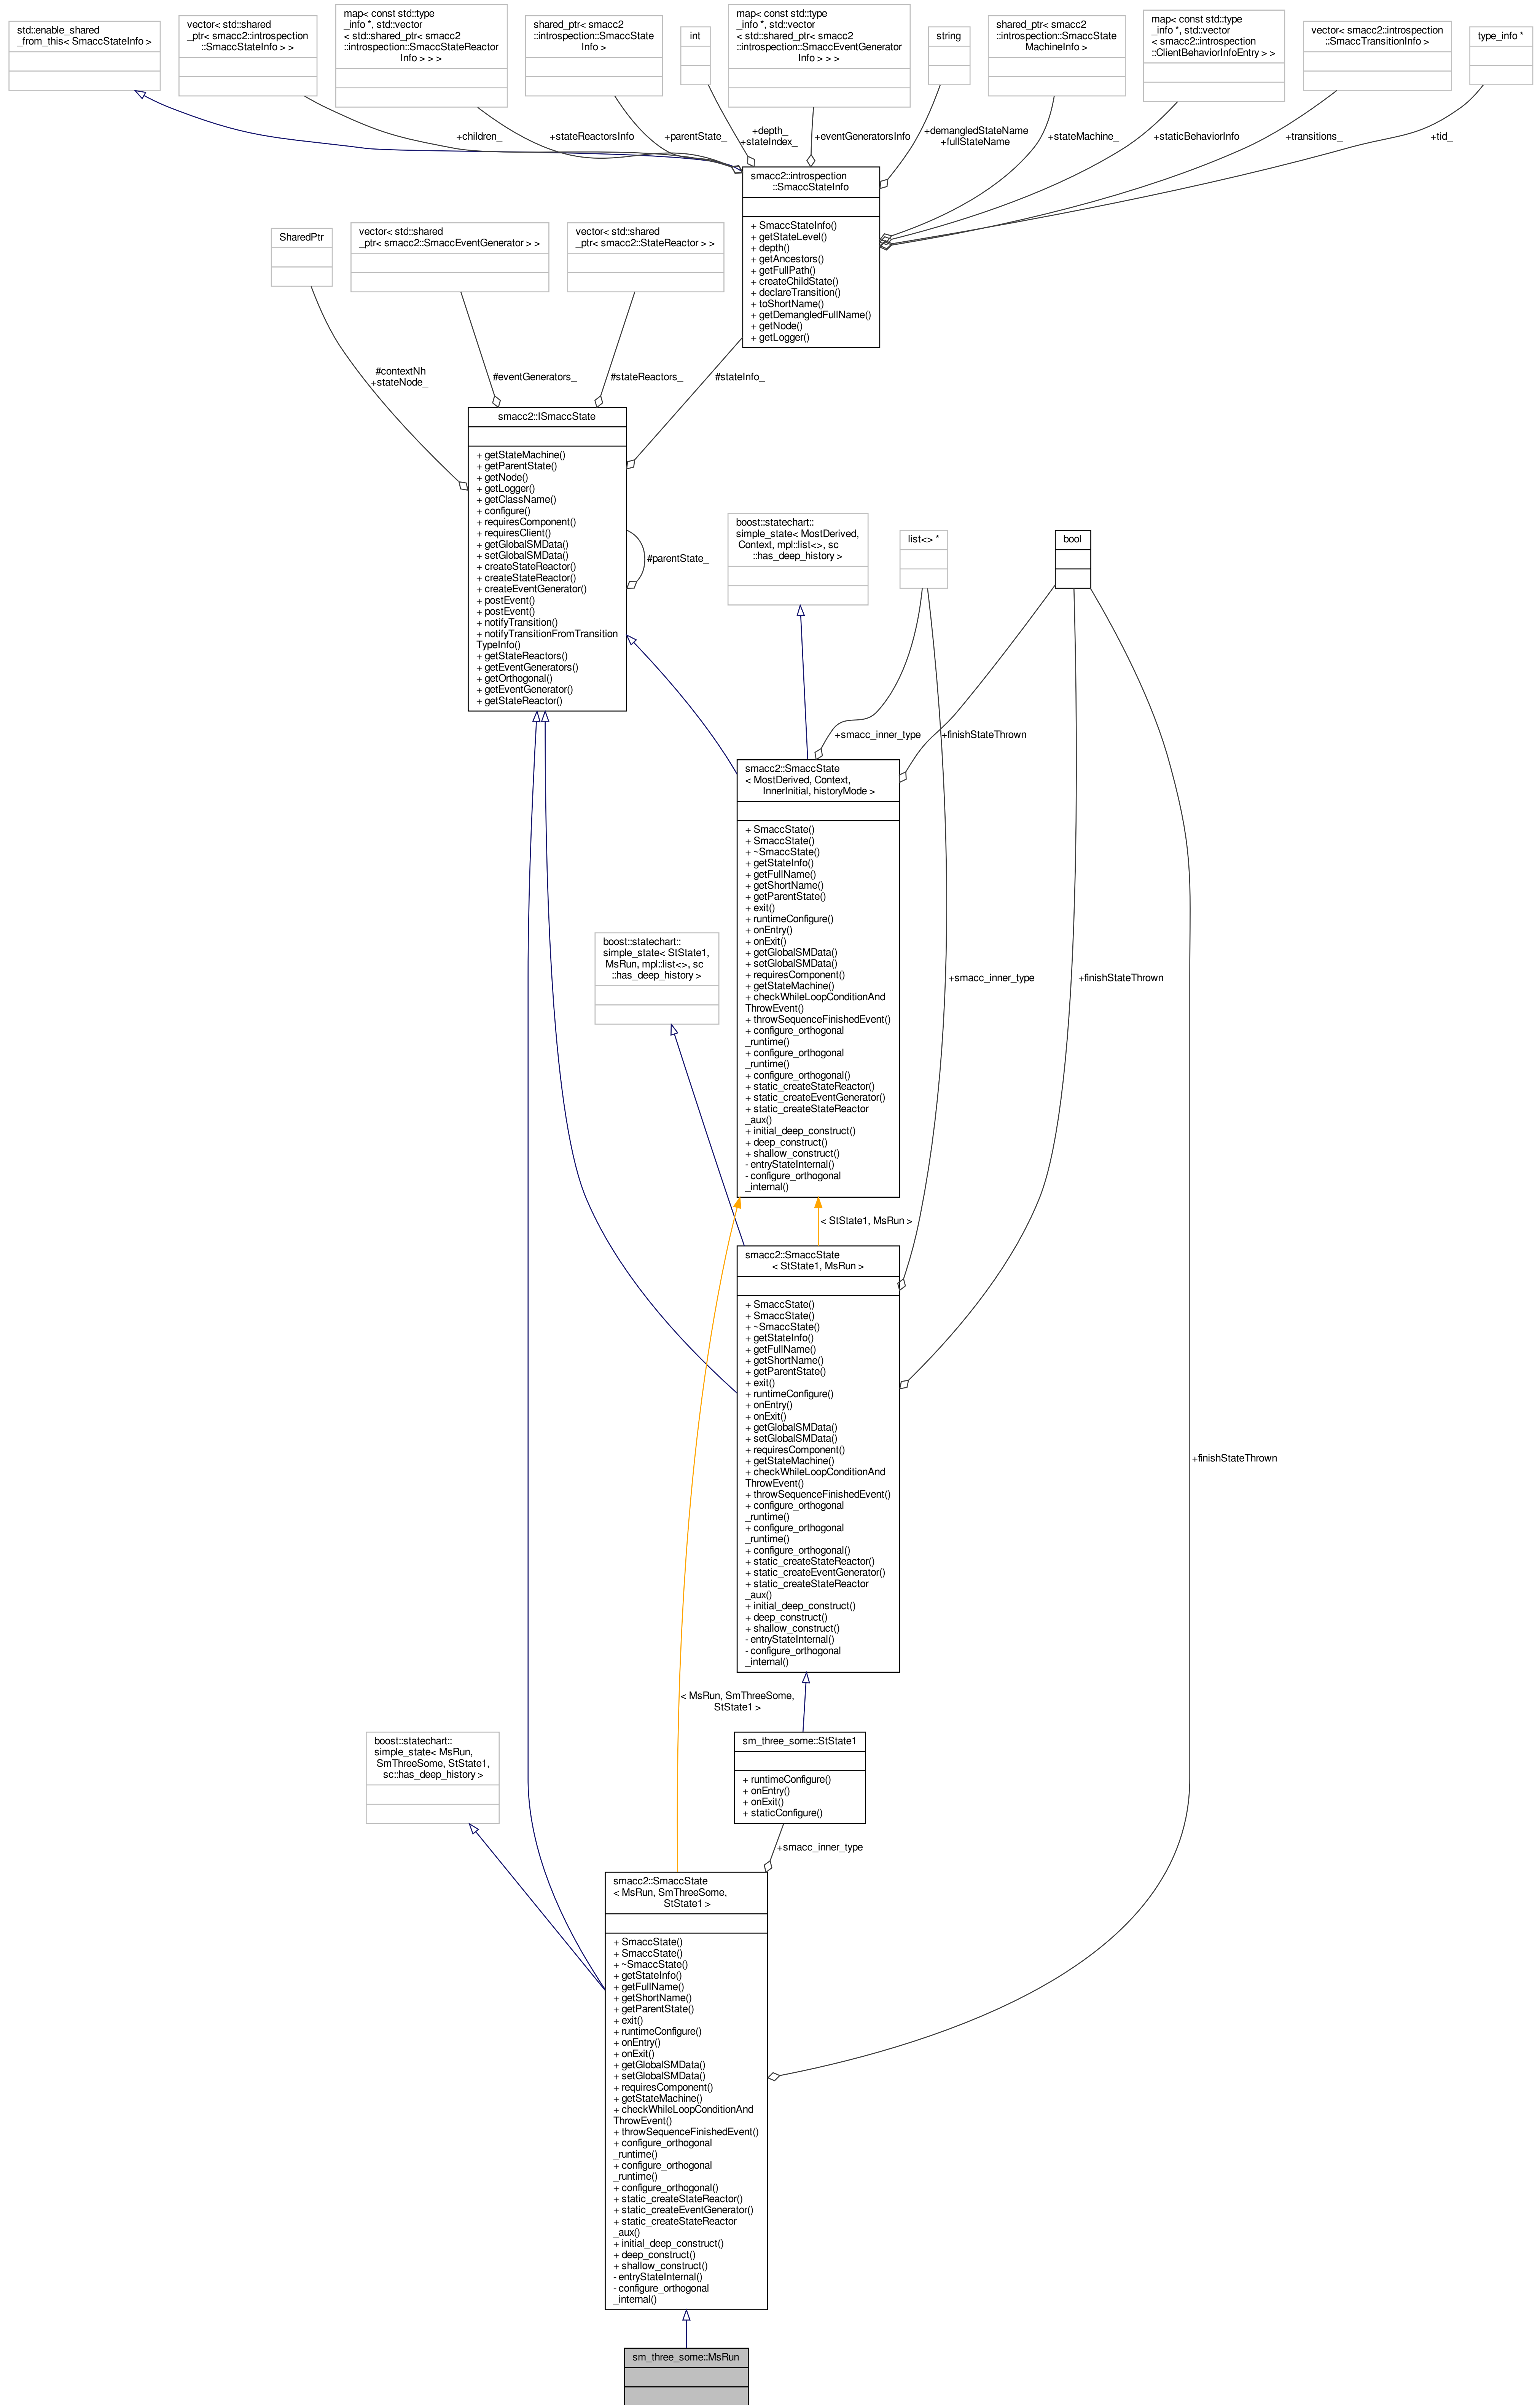 std::enable_shared
_from_this< SmaccStateInfo >
vector< std::shared
_ptr< smacc2::introspection
::SmaccStateInfo > >
map< const std::type
_info *, std::vector
< std::shared_ptr< smacc2
::introspection::SmaccStateReactor
Info > > >
shared_ptr< smacc2
::introspection::SmaccState
Info >
int
map< const std::type
_info *, std::vector
< std::shared_ptr< smacc2
::introspection::SmaccEventGenerator
Info > > >
string
shared_ptr< smacc2
::introspection::SmaccState
MachineInfo >
map< const std::type
_info *, std::vector
< smacc2::introspection
::ClientBehaviorInfoEntry > >
vector< smacc2::introspection
::SmaccTransitionInfo >
type_info *
+children_
+stateReactorsInfo
+parentState_
+depth_
+stateIndex_
+eventGeneratorsInfo
+demangledStateName
+fullStateName
+stateMachine_
+staticBehaviorInfo
+transitions_
+tid_
smacc2::introspection
::SmaccStateInfo
+ SmaccStateInfo()
+ getStateLevel()
+ depth()
+ getAncestors()
+ getFullPath()
+ createChildState()
+ declareTransition()
+ toShortName()
+ getDemangledFullName()
+ getNode()
+ getLogger()
SharedPtr
vector< std::shared
_ptr< smacc2::SmaccEventGenerator > >
vector< std::shared
_ptr< smacc2::StateReactor > >
#contextNh
+stateNode_
#eventGenerators_
#stateReactors_
#stateInfo_
smacc2::ISmaccState
+ getStateMachine()
+ getParentState()
+ getNode()
+ getLogger()
+ getClassName()
+ configure()
+ requiresComponent()
+ requiresClient()
+ getGlobalSMData()
+ setGlobalSMData()
+ createStateReactor()
+ createStateReactor()
+ createEventGenerator()
+ postEvent()
+ postEvent()
+ notifyTransition()
+ notifyTransitionFromTransition
TypeInfo()
+ getStateReactors()
+ getEventGenerators()
+ getOrthogonal()
+ getEventGenerator()
+ getStateReactor()
#parentState_
boost::statechart::
simple_state< MostDerived,
Context, mpl::list<>, sc
::has_deep_history >
list<> *
bool
+smacc_inner_type
+finishStateThrown
smacc2::SmaccState
< MostDerived, Context,
InnerInitial, historyMode >
+ SmaccState()
+ SmaccState()
+ ~SmaccState()
+ getStateInfo()
+ getFullName()
+ getShortName()
+ getParentState()
+ exit()
+ runtimeConfigure()
+ onEntry()
+ onExit()
+ getGlobalSMData()
+ setGlobalSMData()
+ requiresComponent()
+ getStateMachine()
+ checkWhileLoopConditionAnd
ThrowEvent()
+ throwSequenceFinishedEvent()
+ configure_orthogonal
_runtime()
+ configure_orthogonal
_runtime()
+ configure_orthogonal()
+ static_createStateReactor()
+ static_createEventGenerator()
+ static_createStateReactor
_aux()
+ initial_deep_construct()
+ deep_construct()
+ shallow_construct()
- entryStateInternal()
- configure_orthogonal
_internal()
boost::statechart::
simple_state< StState1,
MsRun, mpl::list<>, sc
::has_deep_history >
+smacc_inner_type
+finishStateThrown
< StState1, MsRun >
smacc2::SmaccState
< StState1, MsRun >
+ SmaccState()
+ SmaccState()
+ ~SmaccState()
+ getStateInfo()
+ getFullName()
+ getShortName()
+ getParentState()
+ exit()
+ runtimeConfigure()
+ onEntry()
+ onExit()
+ getGlobalSMData()
+ setGlobalSMData()
+ requiresComponent()
+ getStateMachine()
+ checkWhileLoopConditionAnd
ThrowEvent()
+ throwSequenceFinishedEvent()
+ configure_orthogonal
_runtime()
+ configure_orthogonal
_runtime()
+ configure_orthogonal()
+ static_createStateReactor()
+ static_createEventGenerator()
+ static_createStateReactor
_aux()
+ initial_deep_construct()
+ deep_construct()
+ shallow_construct()
- entryStateInternal()
- configure_orthogonal
_internal()
+finishStateThrown
< MsRun, SmThreeSome,
StState1 >
boost::statechart::
simple_state< MsRun,
SmThreeSome, StState1,
sc::has_deep_history >
sm_three_some::StState1
+ runtimeConfigure()
+ onEntry()
+ onExit()
+ staticConfigure()
+smacc_inner_type
smacc2::SmaccState
< MsRun, SmThreeSome,
StState1 >
+ SmaccState()
+ SmaccState()
+ ~SmaccState()
+ getStateInfo()
+ getFullName()
+ getShortName()
+ getParentState()
+ exit()
+ runtimeConfigure()
+ onEntry()
+ onExit()
+ getGlobalSMData()
+ setGlobalSMData()
+ requiresComponent()
+ getStateMachine()
+ checkWhileLoopConditionAnd
ThrowEvent()
+ throwSequenceFinishedEvent()
+ configure_orthogonal
_runtime()
+ configure_orthogonal
_runtime()
+ configure_orthogonal()
+ static_createStateReactor()
+ static_createEventGenerator()
+ static_createStateReactor
_aux()
+ initial_deep_construct()
+ deep_construct()
+ shallow_construct()
- entryStateInternal()
- configure_orthogonal
_internal()
sm_three_some::MsRun